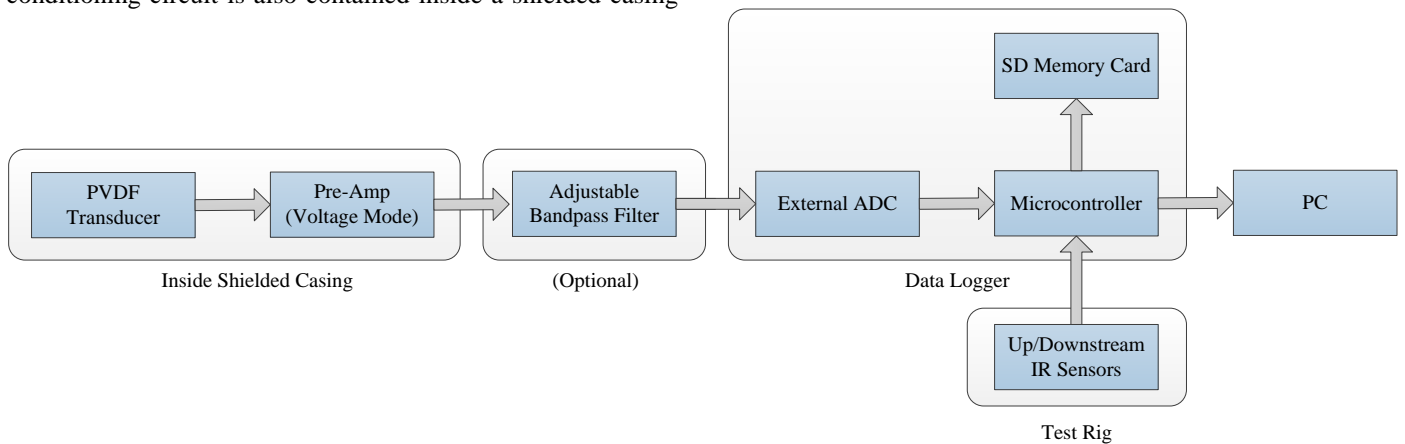 conditioning circuit is also contained inside a shielded casing
SD Memory Card
PVDF
Transducer
Pre-Amp
(Voltage Mode)
Adjustable
Bandpass Filter
External ADC
Microcontroller
PC
Inside Shielded Casing
(Optional)
Data Logger
Up/Downstream
IR Sensors
Test Rig